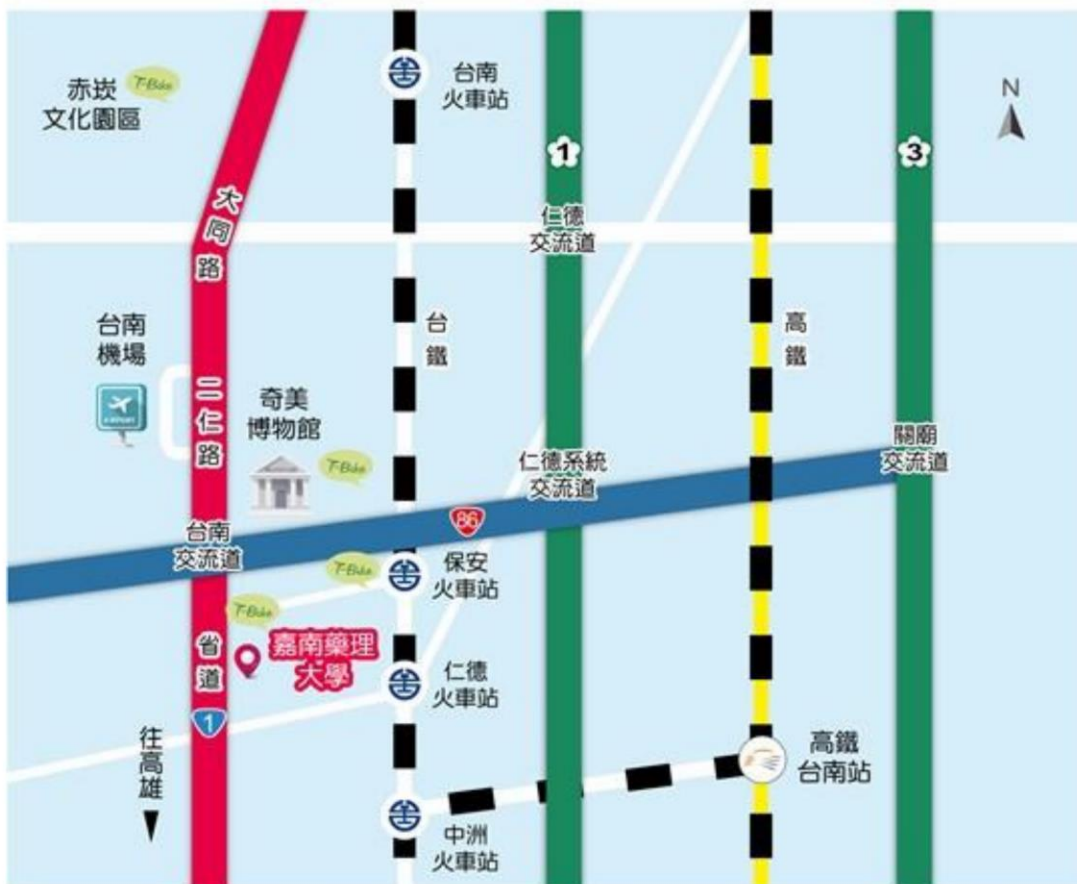 赤崁
文化園區
T-Bike
台南
火車站
N
1
3
大同路
仁德
交流道
台南
機場
AIRPORT
台鐵
高鐵
二仁路
奇美
博物館
T-Bike
仁德系統
交流道
關廟
交流道
86
台南
交流道
T-Bike
保安
火車站
T-Bike
省道
嘉南藥理
大學
仁德
火車站
1
往高雄
高鐵
台南站
中洲
火車站